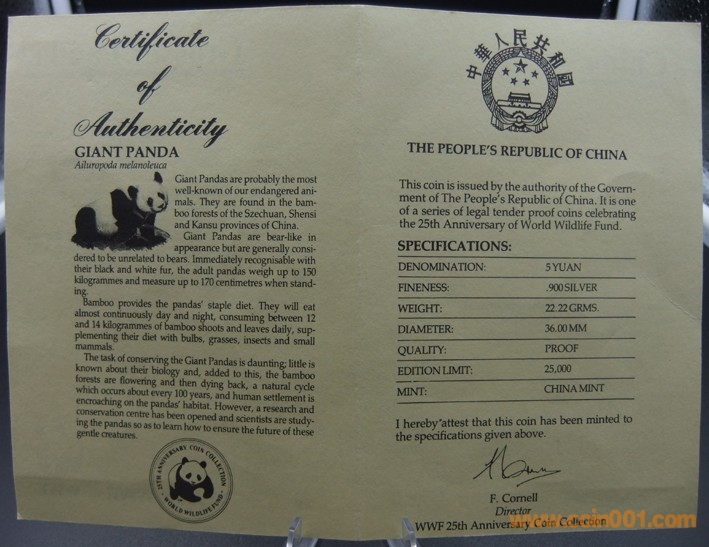 Certificate
of
Authenticity
GIANT PANDA
Ailuropoda melanoleuca
Giant Pandas are probably the most
well-known of our endangered ani-
mals. They are found in the bam-
boo forests of the Szechuan, Shensi
and Kansu provinces of China.
Giant Pandas are bear-like in
appearance but are generally consi-
dered to be unrelated to bears. Immediately recognisable with
their black and white fur, the adult pandas weigh up to 150
kilogrammes and measure up to 170 centimetres when stand-
ing.
Bamboo provides the pandas' staple diet. They will eat
almost continuously day and night, consuming between 12
and 14 kilogrammes of bamboo shoots and leaves daily, sup-
plementing their diet with bulbs, grasses, insects and small
mammals.
The task of conserving the Giant Pandas is daunting; little is
known about their biology and, added to this, the bamboo
forests are flowering and then dying back, a natural cycle
which occurs about every 100 years, and human settlement is
encroaching on the pandas' habitat. However, a research and
conservation centre has been opened and scientists are study-
ing the pandas so as to learn how to ensure the future of these
gentle creatures.
25TH ANNIVERSARY COIN COLLECTION
WORLD WILDLIFE FUND
中華人民共和國
THE PEOPLE'S REPUBLIC OF CHINA
This coin is issued by the authority of the Govern-
ment of The People's Republic of China. It is one
of a series of legal tender proof coins celebrating
the 25th Anniversary of World Wildlife Fund.
SPECIFICATIONS:
DENOMINATION: 5 YUAN
FINENESS: .900 SILVER
WEIGHT: 22.22 GRMS.
DIAMETER: 36.00 MM
QUALITY: PROOF
EDITION LIMIT: 25,000
MINT: CHINA MINT
I hereby attest that this coin has been minted to
the specifications given above.
F. Cornell
Director
WWF 25th Anniversary Coin Collection
www.coin001.com